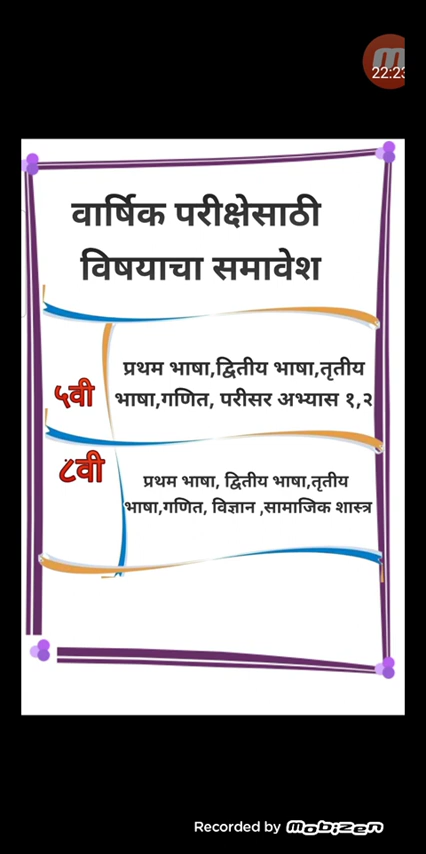 22:23
वार्षिक परीक्षेसाठी
विषयाचा समावेश
५वी
प्रथम भाषा,द्वितीय भाषा,तृतीय
भाषा,गणित, परीसर अभ्यास १,२
८वी
प्रथम भाषा, द्वितीय भाषा,तृतीय
भाषा,गणित, विज्ञान ,सामाजिक शास्त्र
Recorded by mobizen